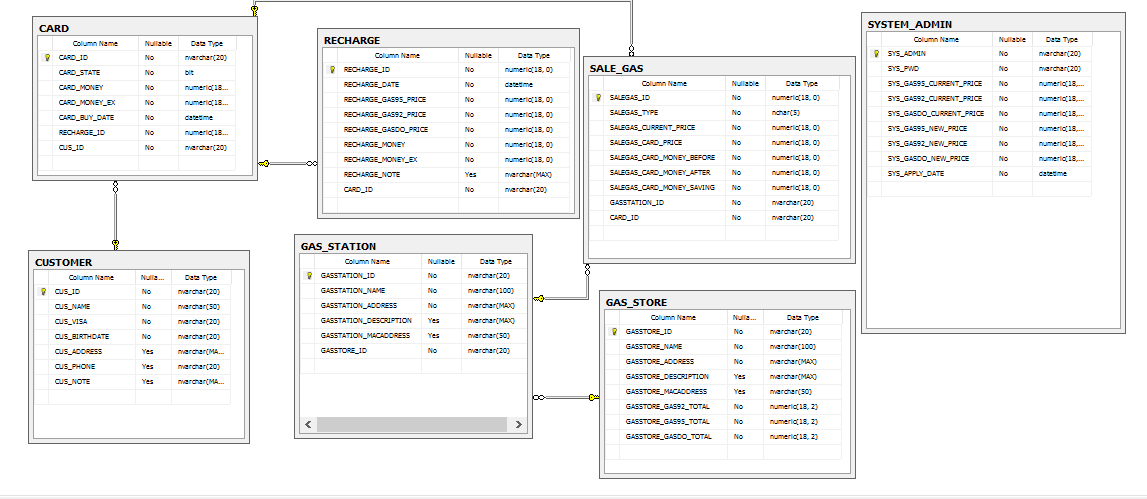 CARD
Column Name Nullable Data Type
CARD_ID No nvarchar(20)
CARD_STATE No bit
CARD_MONEY No numeric(18...
CARD_MONEY_EX No numeric(18...
CARD_BUY_DATE No datetime
RECHARGE_ID No numeric(18...
CUS_ID No nvarchar(20)
RECHARGE
Column Name Nullable Data Type
RECHARGE_ID No numeric(18, 0)
RECHARGE_DATE No datetime
RECHARGE_GAS95_PRICE No numeric(18, 0)
RECHARGE_GAS92_PRICE No numeric(18, 0)
RECHARGE_GASDO_PRICE No numeric(18, 0)
RECHARGE_MONEY No numeric(18, 0)
RECHARGE_MONEY_EX No numeric(18, 0)
RECHARGE_NOTE Yes nvarchar(MAX)
CARD_ID No nvarchar(20)
SALE_GAS
Column Name Nullable Data Type
SALEGAS_ID No numeric(18, 0)
SALEGAS_TYPE No nchar(5)
SALEGAS_CURRENT_PRICE No numeric(18, 0)
SALEGAS_CARD_PRICE No numeric(18, 0)
SALEGAS_CARD_MONEY_BEFORE No numeric(18, 0)
SALEGAS_CARD_MONEY_AFTER No numeric(18, 0)
SALEGAS_CARD_MONEY_SAVING No numeric(18, 0)
GASSTATION_ID No nvarchar(20)
CARD_ID No nvarchar(20)
SYSTEM_ADMIN
Column Name Nullable Data Type
SYS_ADMIN No nvarchar(20)
SYS_PWD No nvarchar(20)
SYS_GAS95_CURRENT_PRICE No numeric(18,...
SYS_GAS92_CURRENT_PRICE No numeric(18,...
SYS_GASDO_CURRENT_PRICE No numeric(18,...
SYS_GAS95_NEW_PRICE No numeric(18,...
SYS_GAS92_NEW_PRICE No numeric(18,...
SYS_GASDO_NEW_PRICE No numeric(18,...
SYS_APPLY_DATE No datetime
CUSTOMER
Column Name Nulla... Data Type
CUS_ID No nvarchar(20)
CUS_NAME No nvarchar(50)
CUS_VISA No nvarchar(20)
CUS_BIRTHDATE No nvarchar(20)
CUS_ADDRESS Yes nvarchar(MA...
CUS_PHONE Yes nvarchar(20)
CUS_NOTE Yes nvarchar(MA...
GAS_STATION
Column Name Nullable Data Type
GASSTATION_ID No nvarchar(20)
GASSTATION_NAME No nvarchar(100)
GASSTATION_ADDRESS No nvarchar(MAX)
GASSTATION_DESCRIPTION Yes nvarchar(MAX)
GASSTATION_MACADDRESS Yes nvarchar(50)
GASSTORE_ID No nvarchar(20)
GAS_STORE
Column Name Nulla... Data Type
GASSTORE_ID No nvarchar(20)
GASSTORE_NAME No nvarchar(100)
GASSTORE_ADDRESS No nvarchar(MAX)
GASSTORE_DESCRIPTION Yes nvarchar(MAX)
GASSTORE_MACADDRESS Yes nvarchar(50)
GASSTORE_GAS92_TOTAL No numeric(18, 2)
GASSTORE_GAS95_TOTAL No numeric(18, 2)
GASSTORE_GASDO_TOTAL No numeric(18, 2)